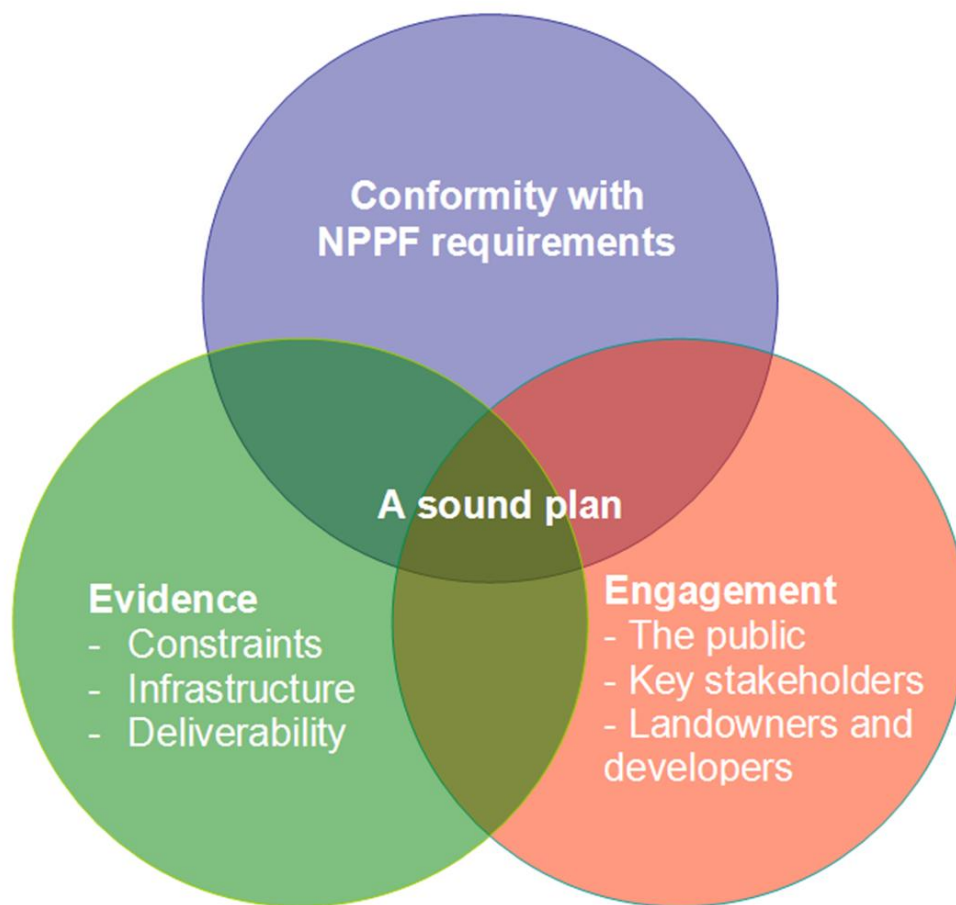 Conformity with
NPPF requirements
A sound plan
Evidence
- Constraints
- Infrastructure
- Deliverability
Engagement
- The public
- Key stakeholders
- Landowners and
developers